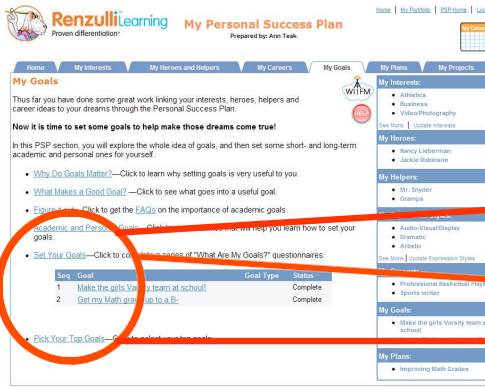 Renzulli Learning
Proven differentiation™
My Personal Success Plan
Prepared by: Ann Teak
Home | My Portfolio | PSP Home |
Home
My Interests
My Heroes and Helpers
My Careers
My Goals
My Plans
My Projects
My Goals
WIIFM
HELP
Thus far you have done some great work linking your interests, heroes, helpers and
career ideas to your dreams through the Personal Success Plan.
Now it is time to set some goals to help make those dreams come true!
In this PSP section, you will explore the whole idea of goals, and then set some short- and long-term
academic and personal ones for yourself.
Why Do Goals Matter?—Click to learn why setting goals is very useful to you.
What Makes a Good Goal? —Click to see what goes into a useful goal.
Click to get the FAQs on the importance of academic goals.
Academic and Personal Goals that will help you learn how to set your
goals.
Set Your Goals—Click to complete a series of "What Are My Goals?" questionnaires.
Seq Goal Goal Type Status
1 Make the girls Varsity team at school! Complete
2 Get my Math grade up to a B- Complete
Pick Your Top Goals
My Interests:
Athletics
Business
Video/Photography
See More | Update Interests
My Heroes:
Nancy Lieberman
Jackie Robinson
My Helpers:
Mr. Snyder
Gramps
Audio-Visual/Display
Dramatic
Artistic
See More | Update Expression Styles
Professional Basketball
Sports writer
My Goals:
Make the girls Varsity team
school!
My Plans:
Improving Math Grades